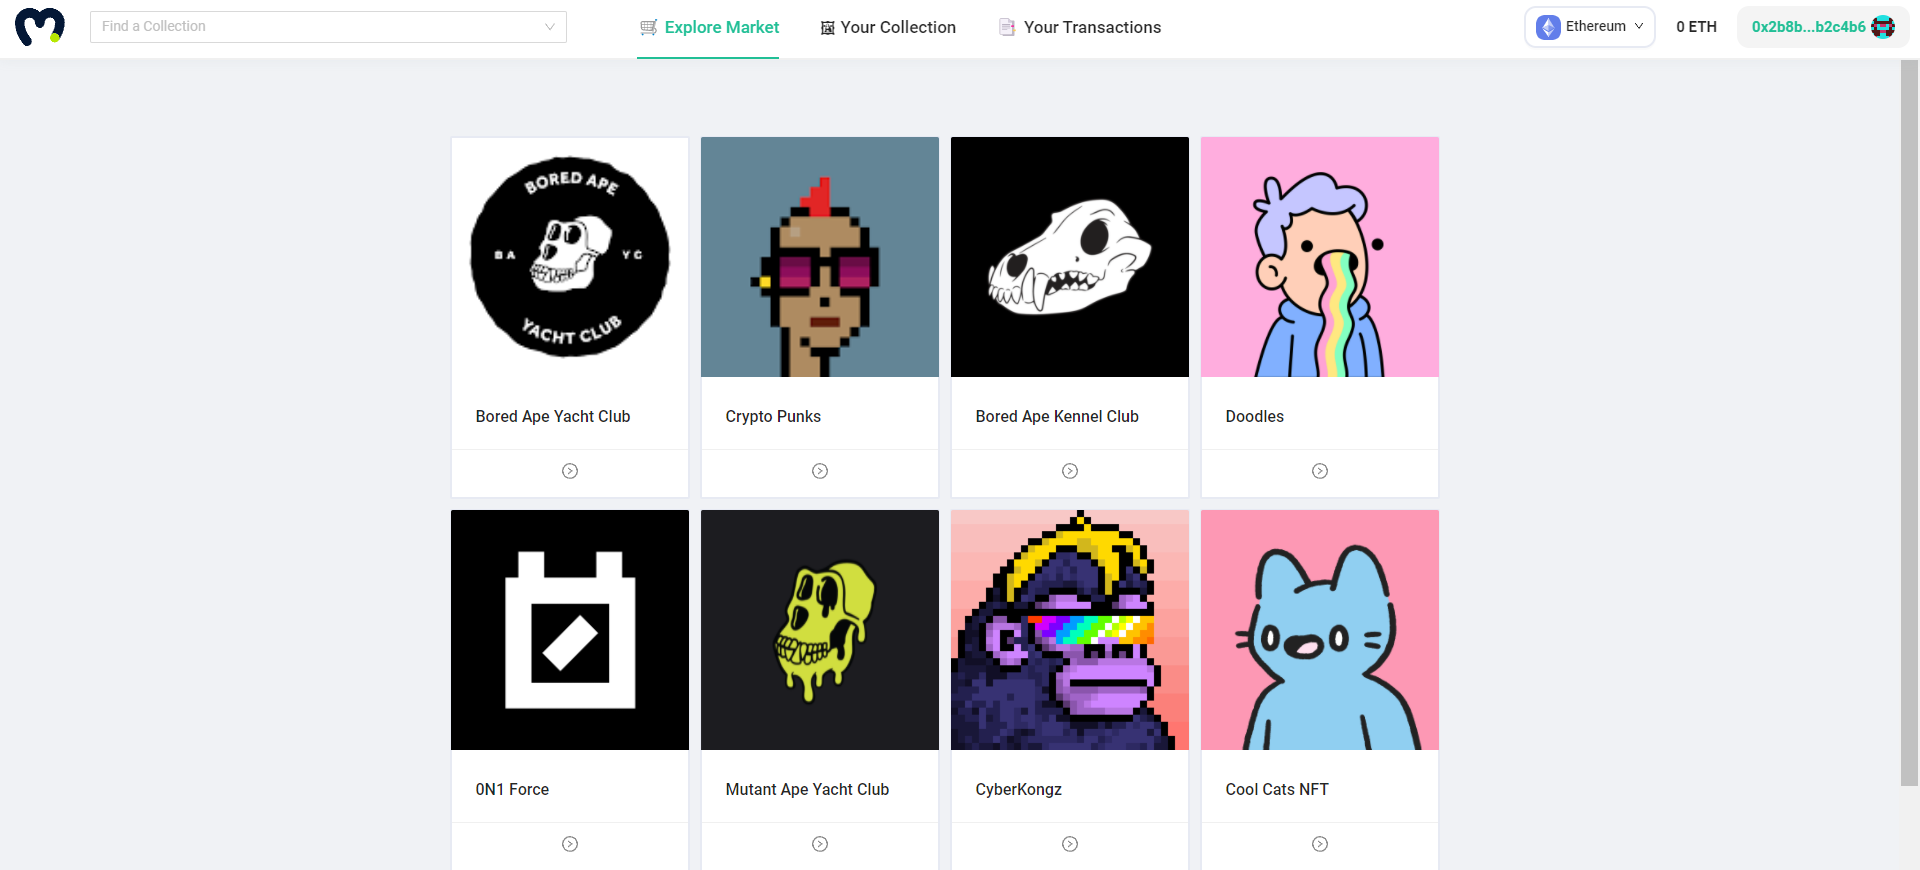 Find a Collection
Explore Market
Your Collection
Your Transactions
Ethereum
0 ETH
0x2b8b...b2c4b6
BORED APE
BA YC
YACHT CLUB
Bored Ape Yacht Club
Crypto Punks
Bored Ape Kennel Club
Doodles
0N1 Force
Mutant Ape Yacht Club
CyberKongz
Cool Cats NFT